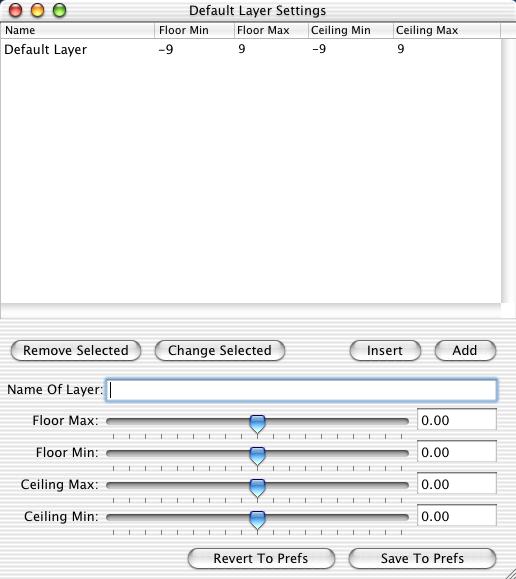 Default Layer Settings
Name Floor Min Floor Max Ceiling Min Ceiling Max
Default Layer -9 9 -9 9
Remove Selected Change Selected Insert Add
Name Of Layer:
Floor Max: 0.00
Floor Min: 0.00
Ceiling Max: 0.00
Ceiling Min: 0.00
Revert To Prefs Save To Prefs